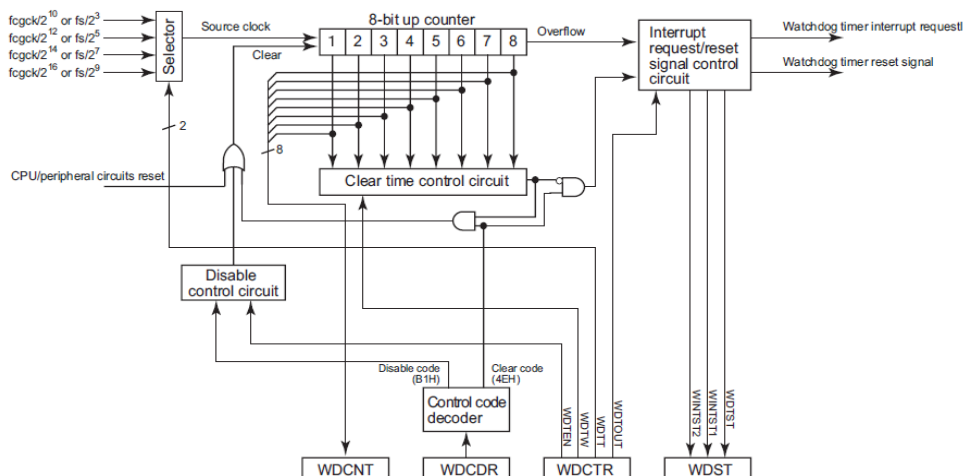 fcgck/2^10 or fs/2^3
fcgck/2^12 or fs/2^5
fcgck/2^14 or fs/2^7
fcgck/2^16 or fs/2^9
Selector
Source clock
Clear
8-bit up counter
1 2 3 4 5 6 7 8
Overflow
Interrupt
request/reset
signal control
circuit
Watchdog timer interrupt requestl
Watchdog timer reset signal
2
8
CPU/peripheral circuits reset
Clear time control circuit
Disable
control circuit
Disable code
(B1H)
Clear code
(4EH)
Control code
decoder
WDTEN
WDTW
WDTT
WDTOUT
WINTST2
WINTST1
WDTST
WDCNT
WDCDR
WDCTR
WDST